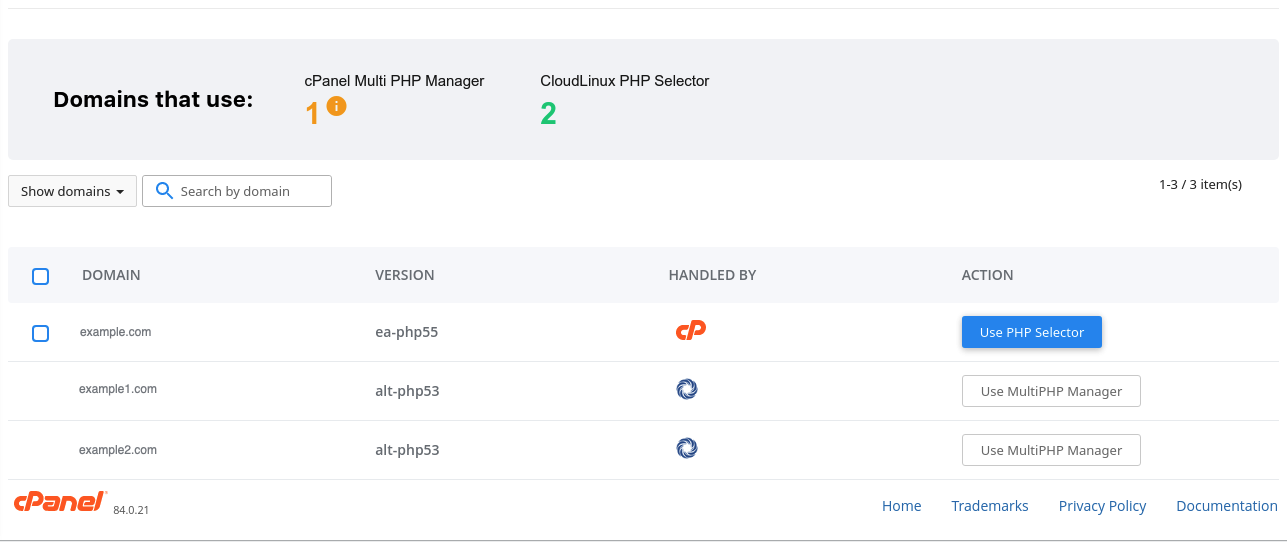 cPanel Multi PHP Manager CloudLinux PHP Selector
Domains that use:
1 i 2
Show domains Search by domain 1-3 / 3 item(s)
DOMAIN VERSION HANDLED BY ACTION
example.com ea-php55 cP Use PHP Selector
example1.com alt-php53 Use MultiPHP Manager
example2.com alt-php53 Use MultiPHP Manager
cPanel 84.0.21 Home Trademarks Privacy Policy Documentation